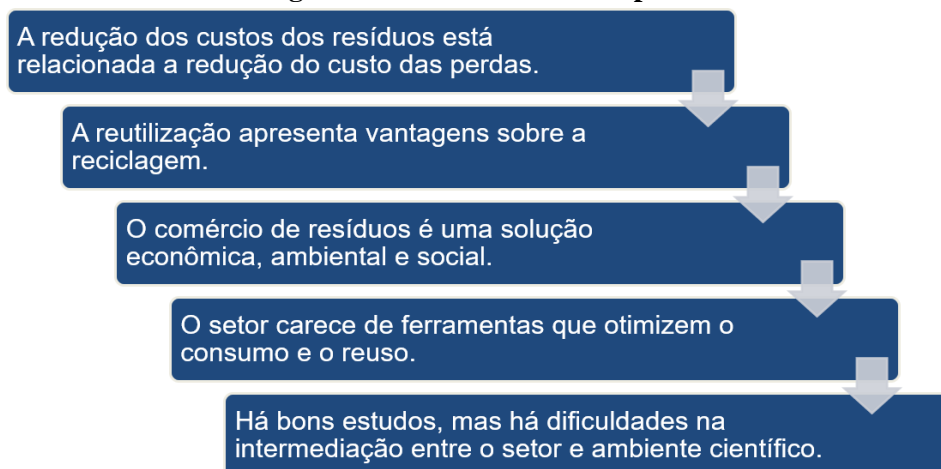 A redução dos custos dos resíduos está
relacionada a redução do custo das perdas.
A reutilização apresenta vantagens sobre a
reciclagem.
O comércio de resíduos é uma solução
econômica, ambiental e social.
O setor carece de ferramentas que otimizem o
consumo e o reuso.
Há bons estudos, mas há dificuldades na
intermediação entre o setor e ambiente científico.